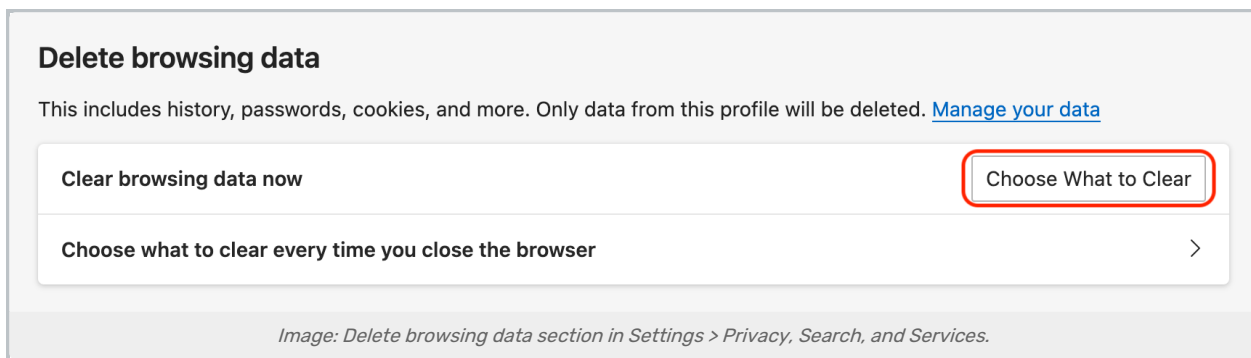 Delete browsing data
This includes history, passwords, cookies, and more. Only data from this profile will be deleted. Manage your data
Clear browsing data now
Choose What to Clear
Choose what to clear every time you close the browser
Image: Delete browsing data section in Settings > Privacy, Search, and Services.